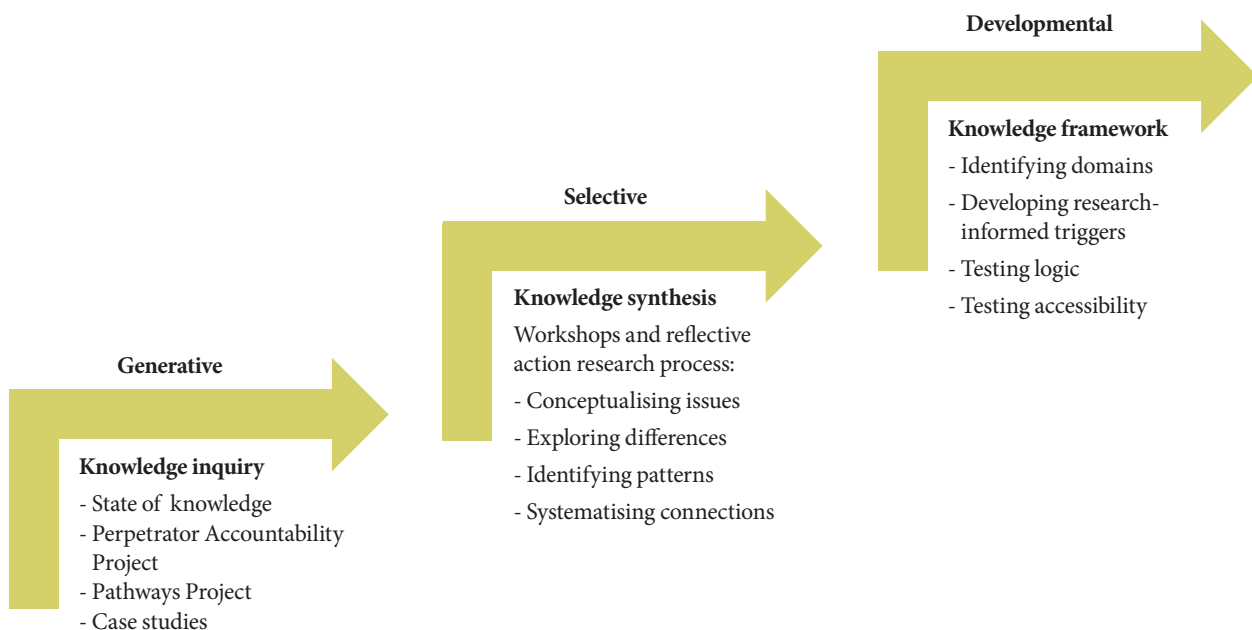 Generative
Knowledge inquiry
- State of knowledge
- Perpetrator Accountability
Project
- Pathways Project
- Case studies
Selective
Knowledge synthesis
Workshops and reflective
action research process:
- Conceptualising issues
- Exploring differences
- Identifying patterns
- Systematising connections
Developmental
Knowledge framework
- Identifying domains
- Developing research-
informed triggers
- Testing logic
- Testing accessibility